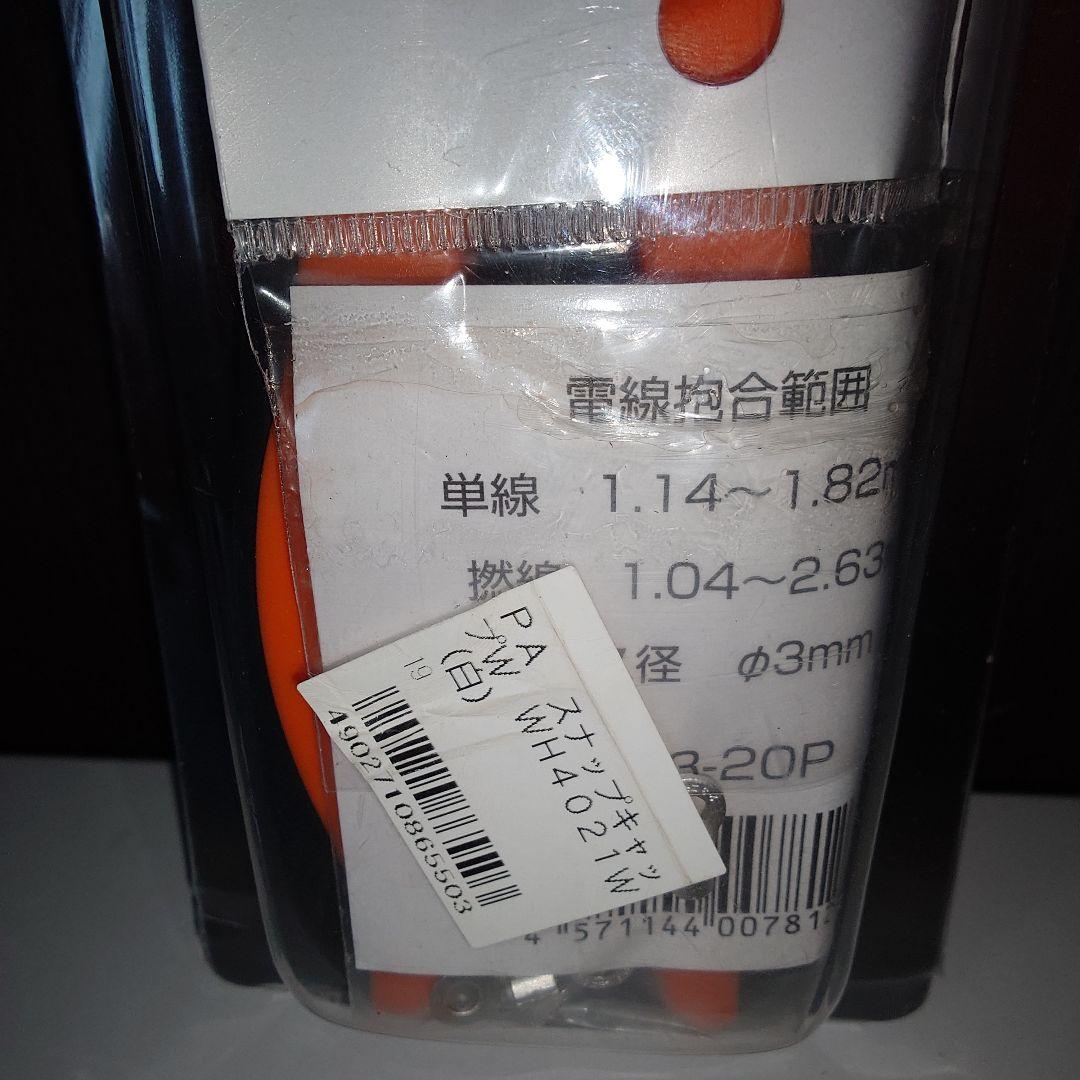 電線抱合範囲
単線 1.14～1.82m
撚線 1.04～2.63
径 φ3mm
3-20P
4 571144 00781
PA スナップキャッ
プW WH4021W
(白)
19
4902710865503